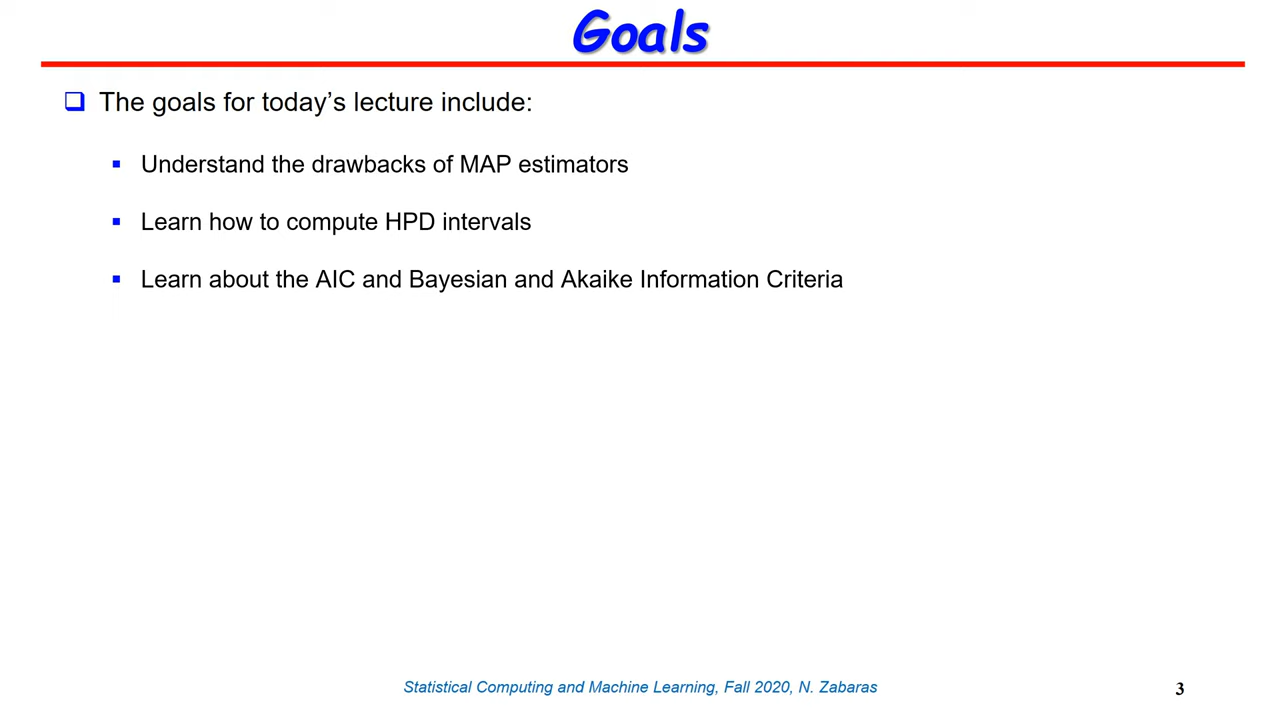 Goals
The goals for today’s lecture include:
Understand the drawbacks of MAP estimators
Learn how to compute HPD intervals
Learn about the AIC and Bayesian and Akaike Information Criteria
Statistical Computing and Machine Learning, Fall 2020, N. Zabaras
3